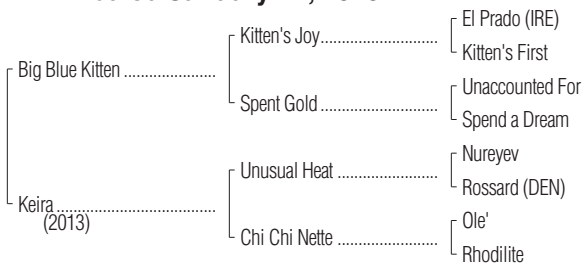 El Prado (IRE)
Kitten's Joy..............................
Kitten's First
Big Blue Kitten .......................
Unaccounted For
Spent Gold ..............................
Spend a Dream
Nureyev
Unusual Heat ..........................
Rossard (DEN)
Keira ........................................
(2013)
Ole'
Chi Chi Nette ..........................
Rhodilite